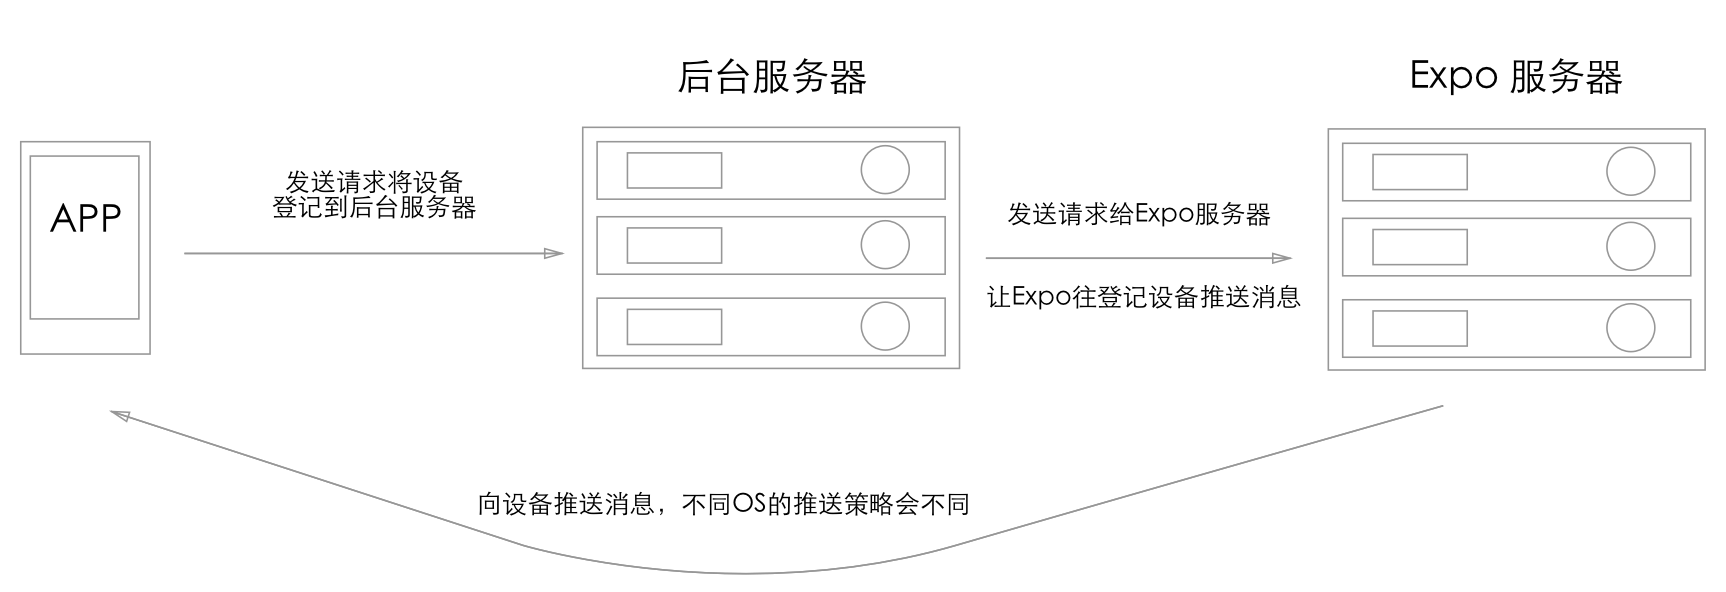 后台服务器
Expo 服务器
APP
发送请求将设备
登记到后台服务器
发送请求给Expo服务器
让Expo往登记设备推送消息
向设备推送消息，不同OS的推送策略会不同